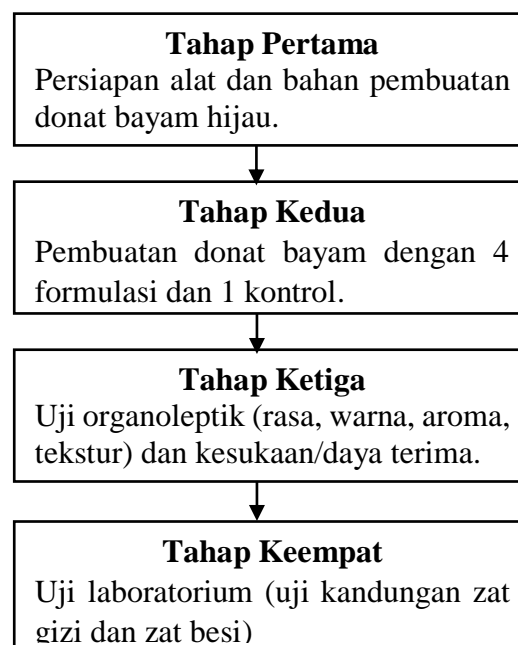 Tahap Pertama
Persiapan alat dan bahan pembuatan
donat bayam hijau.
Tahap Kedua
Pembuatan donat bayam dengan 4
formulasi dan 1 kontrol.
Tahap Ketiga
Uji organoleptik (rasa, warna, aroma,
tekstur) dan kesukaan/daya terima.
Tahap Keempat
Uji laboratorium (uji kandungan zat
gizi dan zat besi)